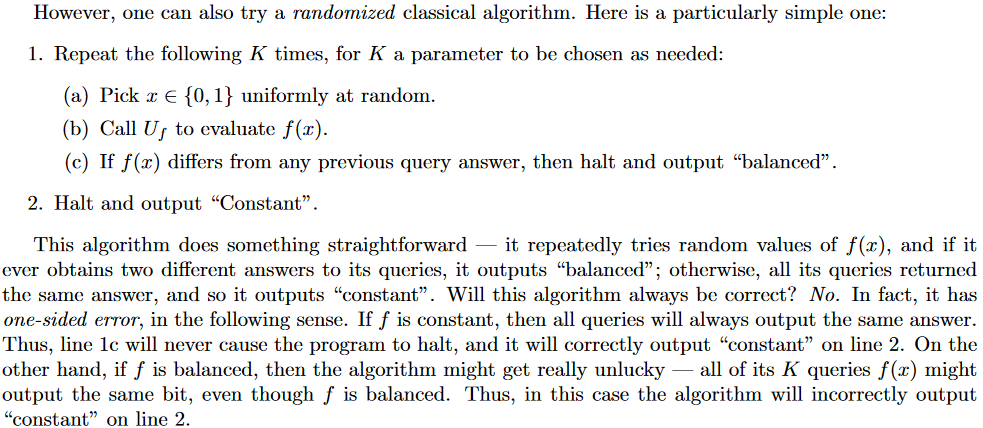 However, one can also try a randomized classical algorithm. Here is a particularly simple one:
1. Repeat the following K times, for K a parameter to be chosen as needed:
(a) Pick x ∈ {0, 1} uniformly at random.
(b) Call U_f to evaluate f(x).
(c) If f(x) differs from any previous query answer, then halt and output “balanced”.
2. Halt and output “Constant”.
This algorithm does something straightforward — it repeatedly tries random values of f(x), and if it
ever obtains two different answers to its queries, it outputs “balanced”; otherwise, all its queries returned
the same answer, and so it outputs “constant”. Will this algorithm always be correct? No. In fact, it has
one-sided error, in the following sense. If f is constant, then all queries will always output the same answer.
Thus, line 1c will never cause the program to halt, and it will correctly output “constant” on line 2. On the
other hand, if f is balanced, then the algorithm might get really unlucky — all of its K queries f(x) might
output the same bit, even though f is balanced. Thus, in this case the algorithm will incorrectly output
“constant” on line 2.